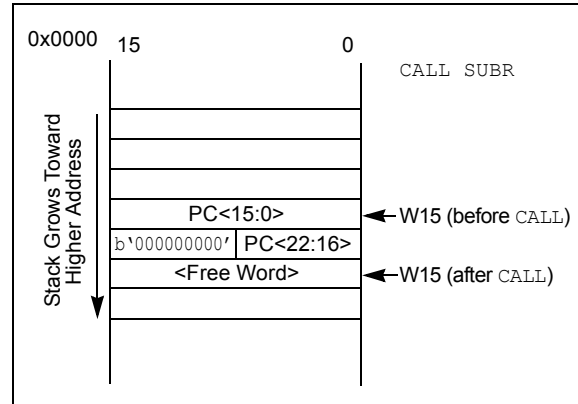 0x0000
15 0
CALL SUBR
Stack Grows Toward
Higher Address
PC<15:0>
W15 (before CALL)
b‘000000000’ PC<22:16>
<Free Word>
W15 (after CALL)